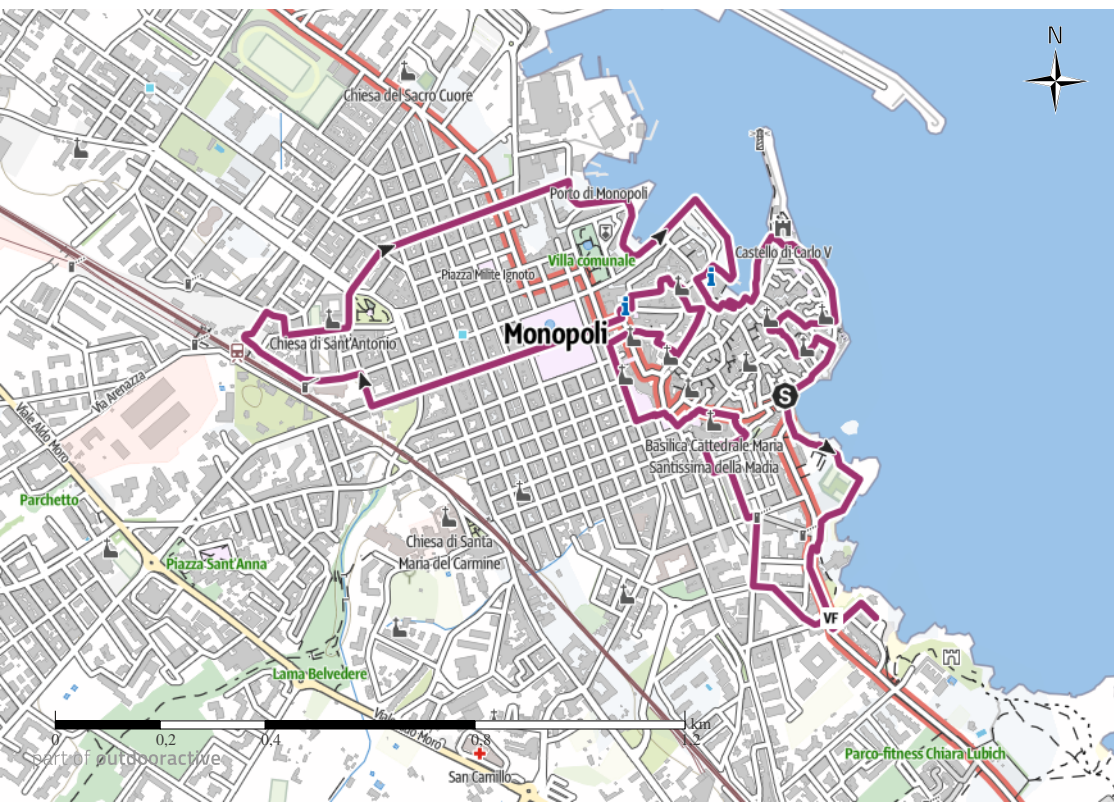 N
Chiesa del Sacro Cuore
Porto di Monopoli
Castello di Carlo V
Villa comunale
Piazza Milite Ignoto
Monopoli
Chiesa di Sant'Antonio
Via Arenazza
Viale Aldo Moro
S
Basilica Cattedrale Maria
Santissima della Madia
Parchetto
Chiesa di Santa
Maria del Carmine
Piazza Sant'Anna
VF
Lama Belvedere
Viale Aldo Moro
0
0,2
0,4
0,8
1,2
km
part of outdooractive
San Camillo
Parco-fitness Chiara Lubich